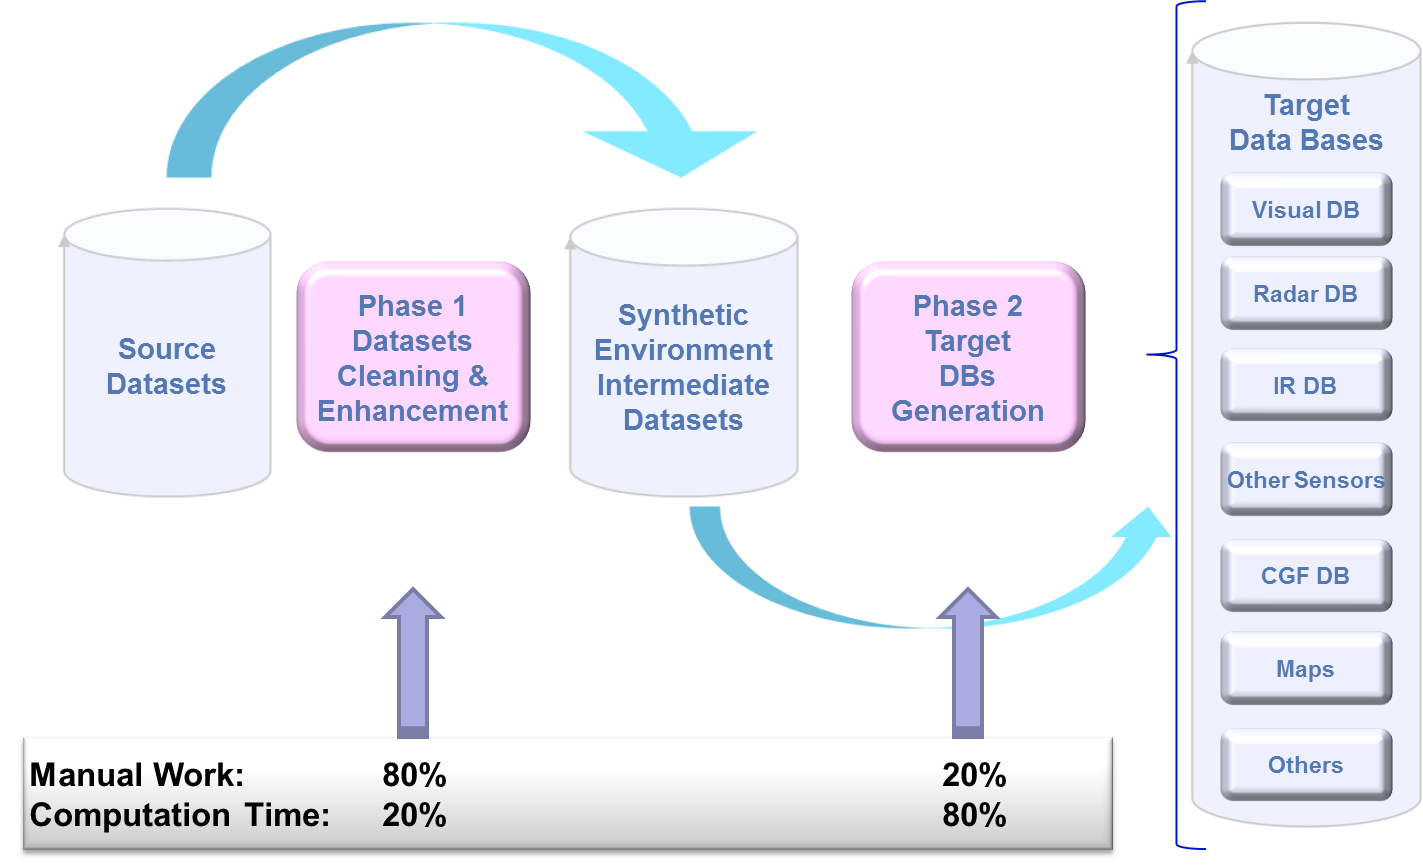 Source
Datasets
Phase 1
Datasets
Cleaning &
Enhancement
Synthetic
Environment
Intermediate
Datasets
Phase 2
Target
DBs
Generation
Target
Data Bases
Visual DB
Radar DB
IR DB
Other Sensors
CGF DB
Maps
Others
Manual Work: 80% 20%
Computation Time: 20% 80%